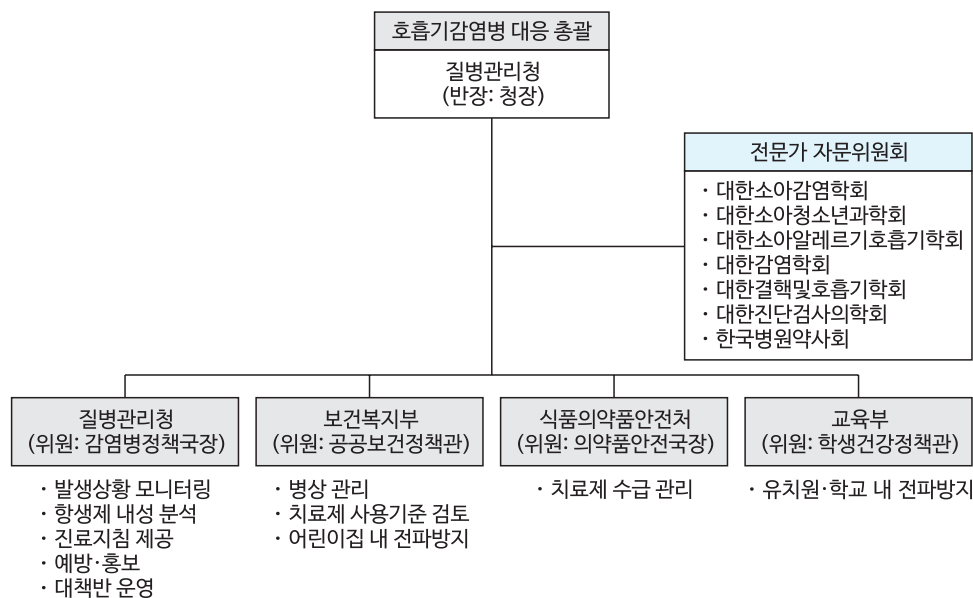 호흡기감염병 대응 총괄
질병관리청
(반장: 청장)
전문가 자문위원회
· 대한소아감염학회
· 대한소아청소년과학회
· 대한소아알레르기호흡기학회
· 대한감염학회
· 대한결핵및호흡기학회
· 대한진단검사의학회
· 한국병원약사회
질병관리청
(위원: 감염병정책국장)
· 발생상황 모니터링
· 항생제 내성 분석
· 진료지침 제공
· 예방·홍보
· 대책반 운영
보건복지부
(위원: 공공보건정책관)
· 병상 관리
· 치료제 사용기준 검토
· 어린이집 내 전파방지
식품의약품안전처
(위원: 의약품안전국장)
· 치료제 수급 관리
교육부
(위원: 학생건강정책관)
· 유치원·학교 내 전파방지